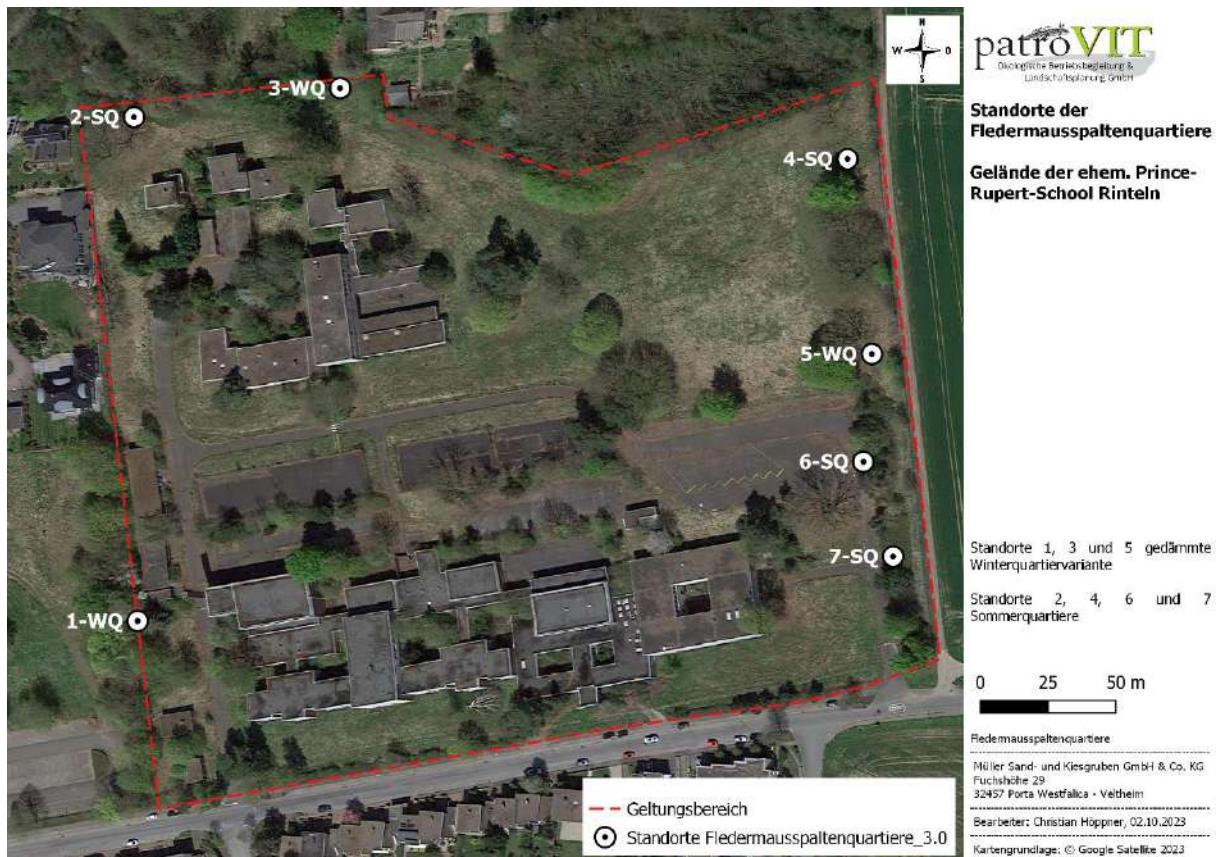 N
W O
S
2-SQ
3-WQ
4-SQ
5-WQ
6-SQ
7-SQ
1-WQ
Geltungsbereich
Standorte Fledermausspaltenquartiere_3.0
patroVIT
Ökologische Betriebsbegleitung &
Landschaftsplanung GmbH
Standorte der
Fledermausspaltenquartiere
Gelände der ehem. Prince-
Rupert-School Rinteln
Standorte 1, 3 und 5 gedämmte
Winterquartiervariante
Standorte 2, 4, 6 und 7
Sommerquartiere
0 25 50 m
Fledermausspaltenquartiere
Müller Sand- und Kiesgruben GmbH & Co. KG
Fuchshöhe 29
32457 Porta Westfalica - Veltheim
Bearbeiter: Christian Höppner, 02.10.2023
Kartengrundlage: © Google Satellite 2023